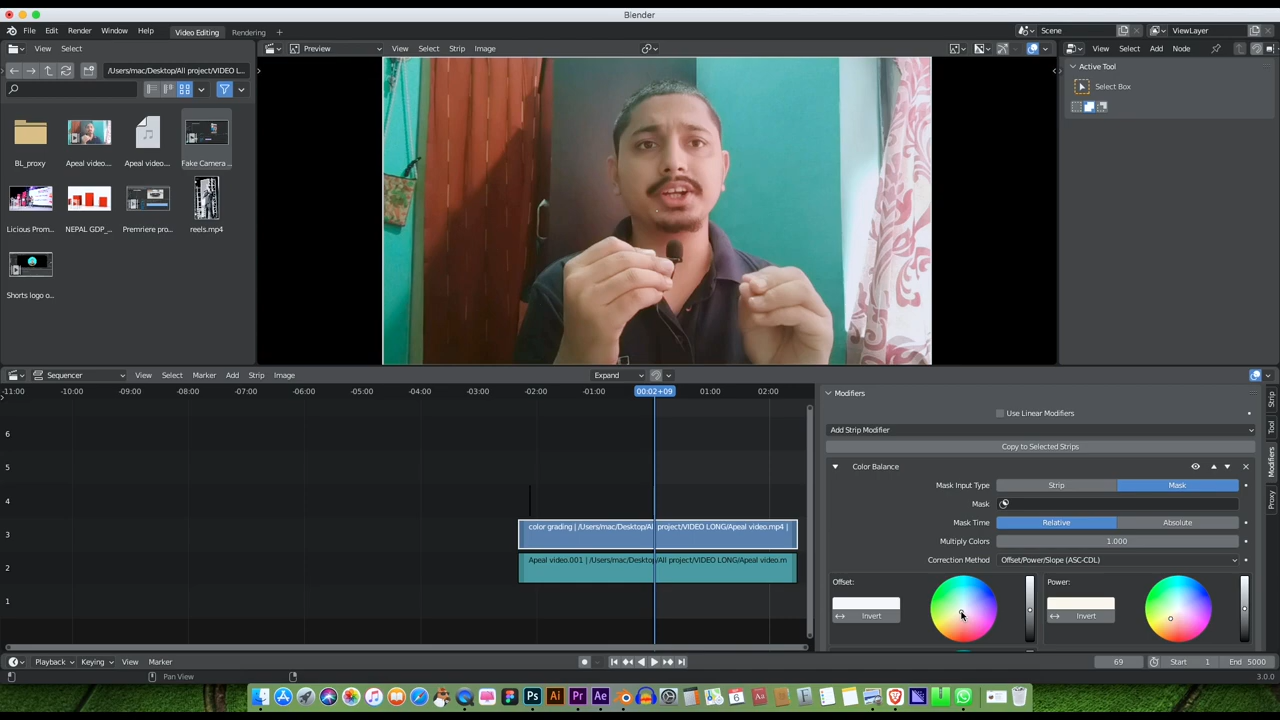 Blender
File Edit Render Window Help Video Editing Rendering + Scene ViewLayer
View Select Preview View Select Strip Image View Select Add Node
/Users/mac/Desktop/All project/VIDEO L...
Active Tool
Select Box
BL_proxy Apeal video... Apeal video... Fake Camera ...
Licious Prom... NEPAL GDP_... Premriere pro... reels.mp4
Shorts logo o...
Sequencer View Select Marker Add Strip Image Expand
-11:00 -10:00 -09:00 -08:00 -07:00 -06:00 -05:00 -04:00 -03:00 -02:00 -01:00 00:02+09 01:00 02:00
Modifiers
Use Linear Modifiers
Add Strip Modifier
Copy to Selected Strips
Color Balance
Mask Input Type Strip Mask
Mask
Mask Time Relative Absolute
Multiply Colors 1.000
Correction Method Offset/Power/Slope (ASC-CDL)
Offset: Power:
Invert Invert
Strip
Tool
Modifiers
Proxy
6
5
4
3 color grading | /Users/mac/Desktop/All project/VIDEO LONG/Apeal video.mp4 |
2 Apeal video.001 | /Users/mac/Desktop/All project/VIDEO LONG/Apeal video.m
1
Playback Keying View Marker 69 Start 1 End 5000
Pan View 3.0.0